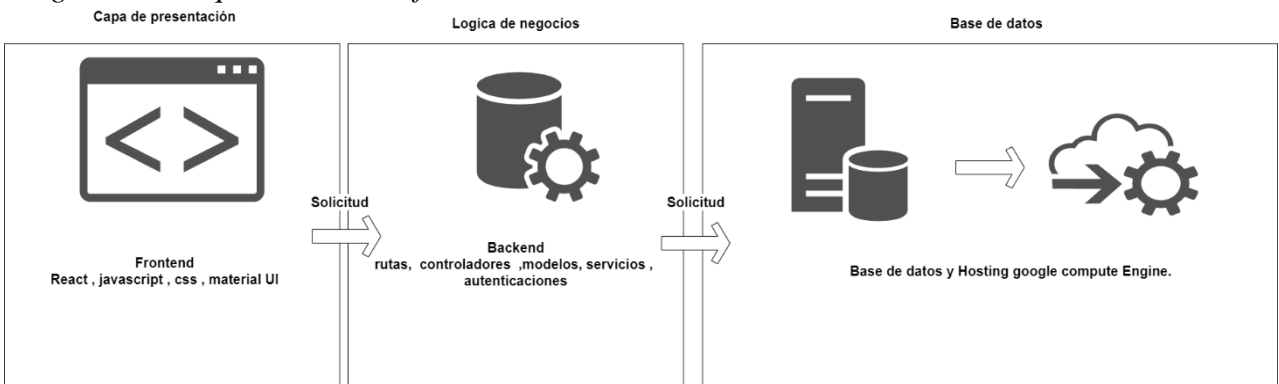 Capa de presentación
Logica de negocios
Base de datos
Solicitud
Solicitud
Frontend
React , javascript , css , material UI
Backend
rutas, controladores ,modelos, servicios ,
autenticaciones
Base de datos y Hosting google compute Engine.